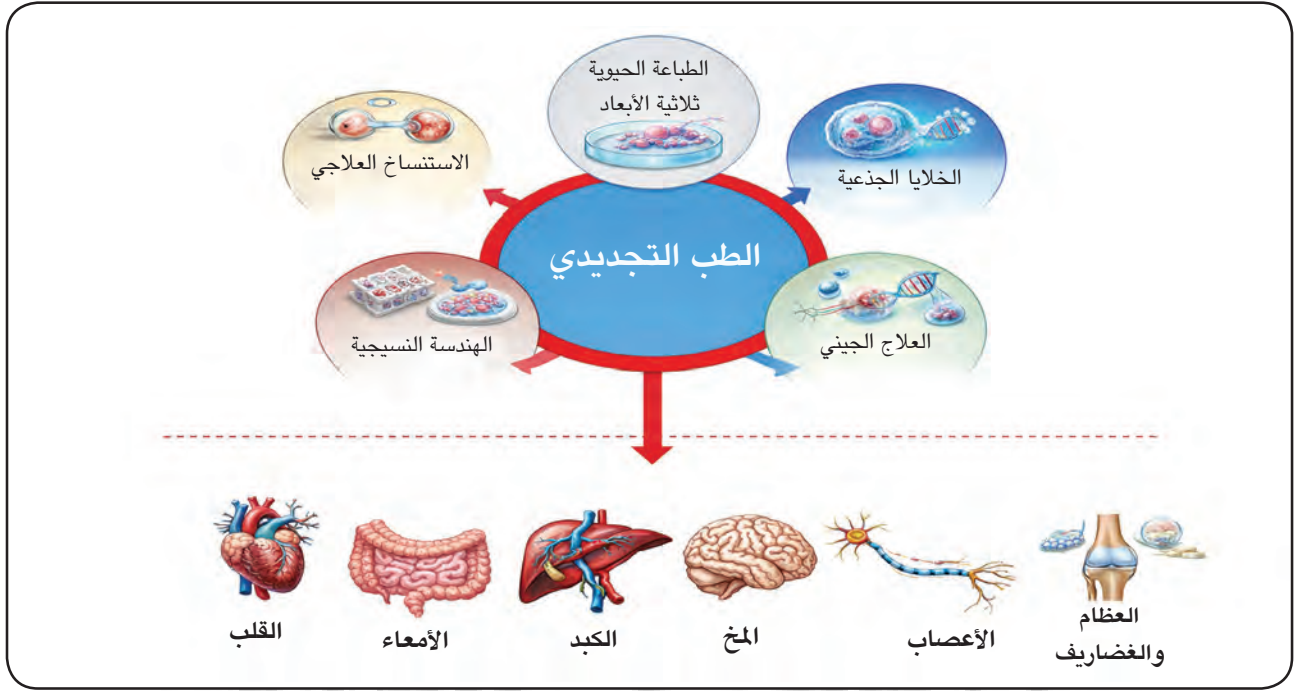 الطباعة الحيوية
ثلاثية الأبعاد
الخلايا الجذعية
الاستنساخ العلاجي
الطب التجديدي
العلاج الجيني
الهندسة النسيجية
العظام
والغضاريف
الأعصاب
المخ
الكبد
الأمعاء
القلب